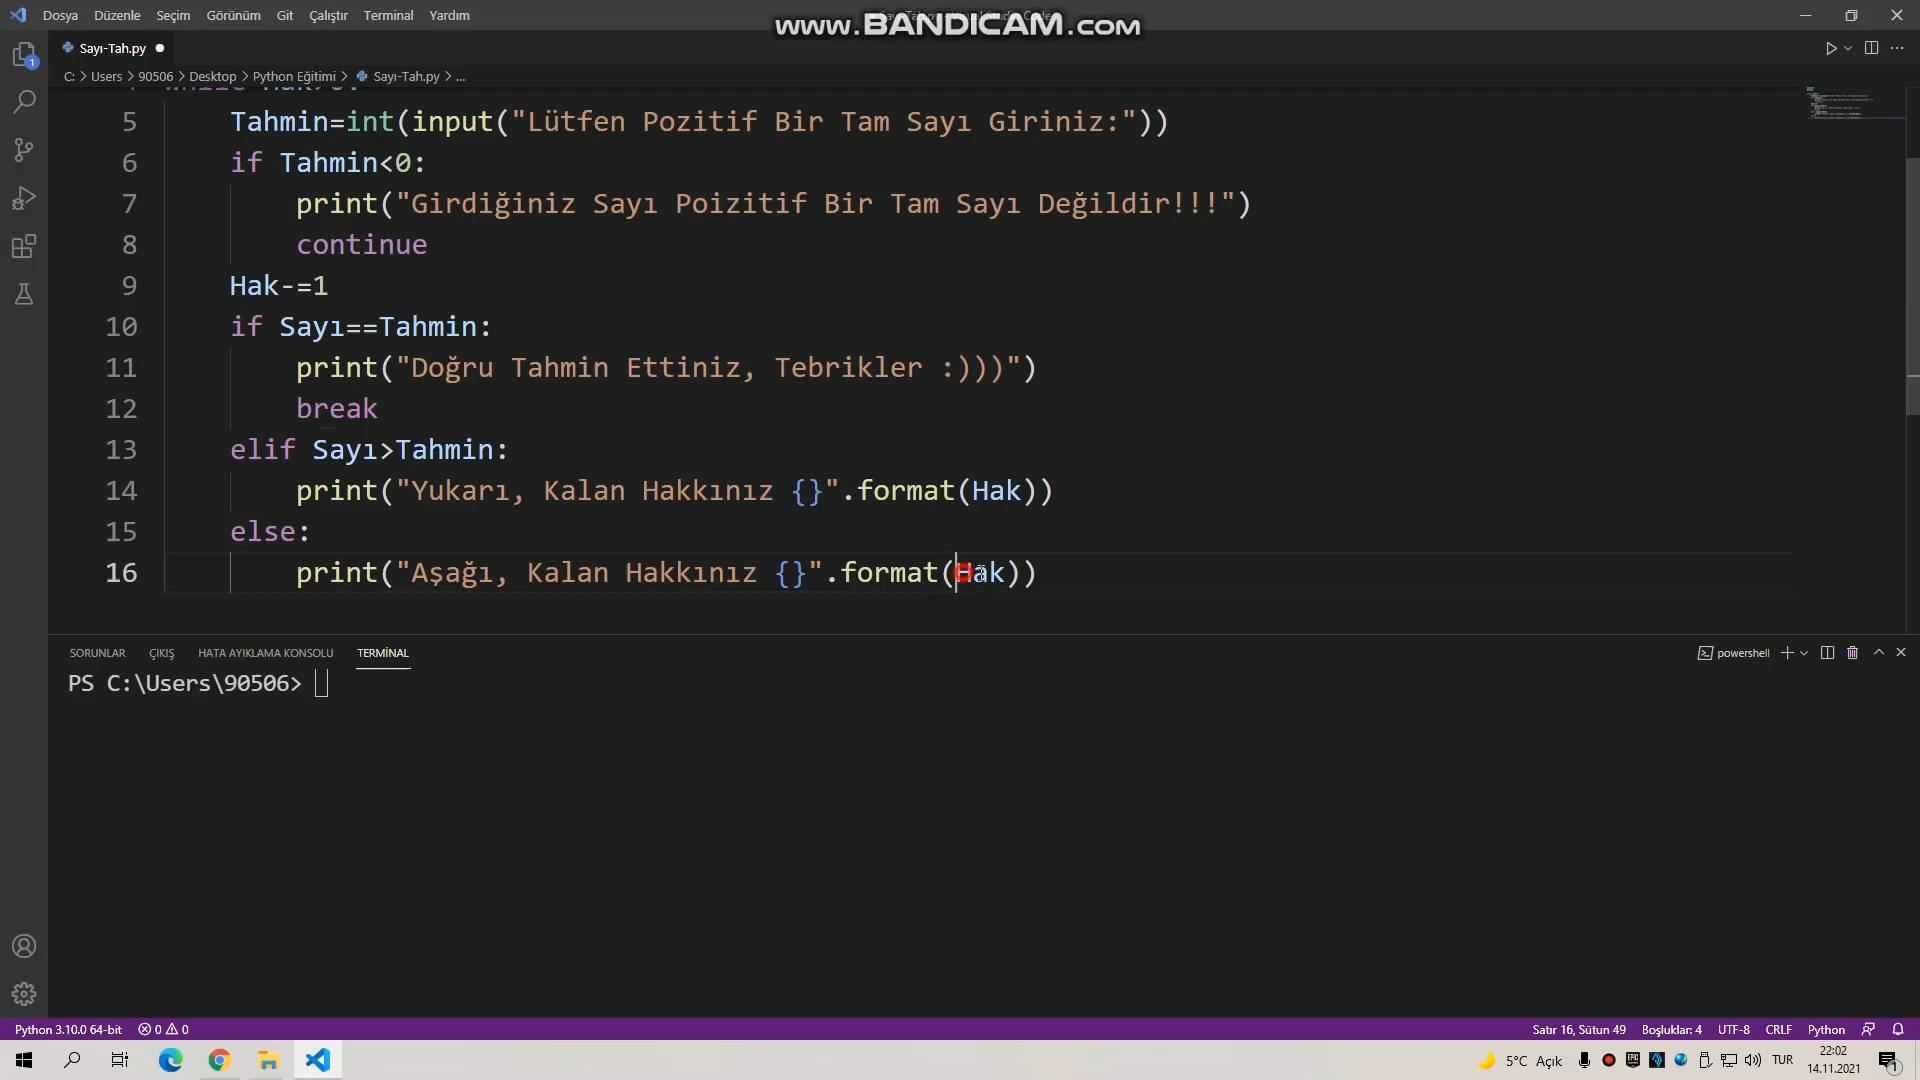 Dosya Düzenle Seçim Görünüm Git Çalıştır Terminal Yardım
www.BANDICAM.com
Sayı-Tah.py
C: > Users > 90506 > Desktop > Python Eğitimi > Sayı-Tah.py > ...
5 Tahmin=int(input("Lütfen Pozitif Bir Tam Sayı Giriniz:"))
6 if Tahmin<0:
7 print("Girdiğiniz Sayı Poizitif Bir Tam Sayı Değildir!!!")
8 continue
9 Hak-=1
10 if Sayı==Tahmin:
11 print("Doğru Tahmin Ettiniz, Tebrikler :)))")
12 break
13 elif Sayı>Tahmin:
14 print("Yukarı, Kalan Hakkınız {}".format(Hak))
15 else:
16 print("Aşağı, Kalan Hakkınız {}".format(Hak))
SORUNLAR ÇIKIŞ HATA AYIKLAMA KONSOLU TERMİNAL
powershell
PS C:\Users\90506>
Python 3.10.0 64-bit 0 0
Satır 16, Sütun 49 Boşluklar: 4 UTF-8 CRLF Python
5°C Açık TUR
22:02
14.11.2021
1
1